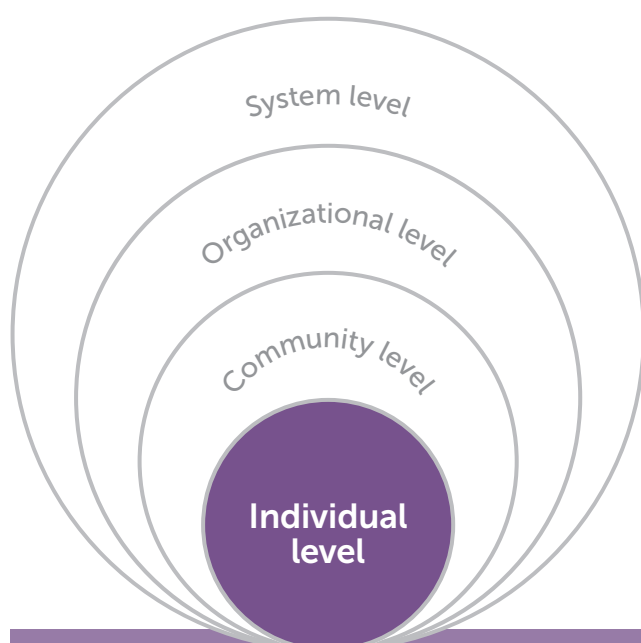 System level
Organizational level
Community level
Individual
level